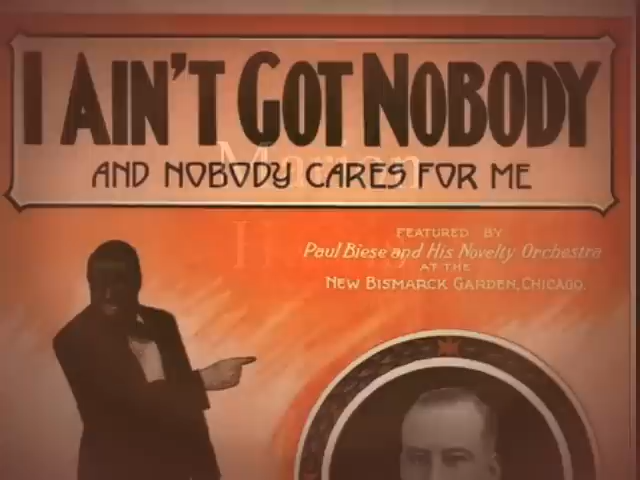 I AIN'T GOT NOBODY
AND NOBODY CARES FOR ME
Marion
FEATURED BY
Paul Biese and His Novelty Orchestra
AT THE
NEW BISMARCK GARDEN, CHICAGO.